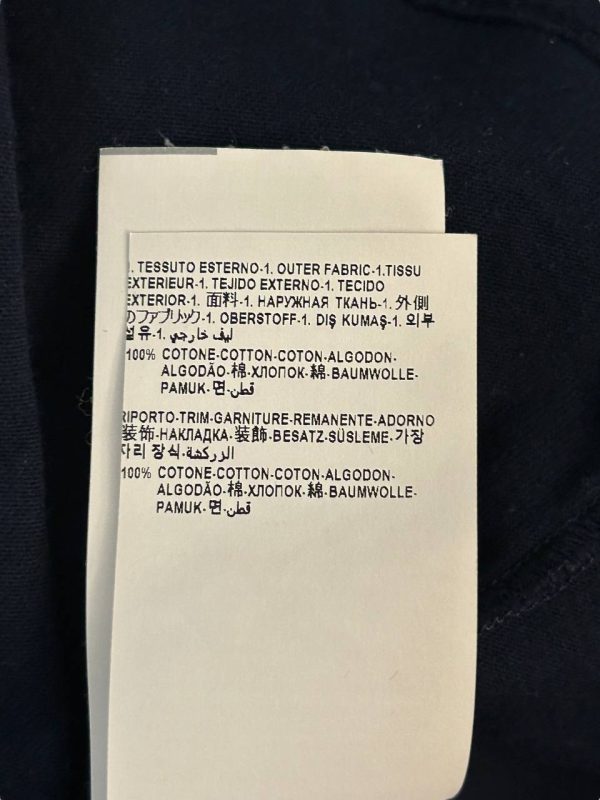 1. TESSUTO ESTERNO-1. OUTER FABRIC-1.TISSU
EXTERIEUR-1. TEJIDO EXTERNO-1. TECIDO
EXTERIOR-1. 面料-1. НАРУЖНАЯ ТКАНЬ-1. 外側
のファブリック-1. OBERSTOFF-1. DIŞ KUMAŞ-1. 외부
섬유-1. ليف خارجي
100% COTONE-COTTON-COTON-ALGODON-
ALGODÃO-棉-ХЛОПОК-綿-BAUMWOLLE-
PAMUK-면-قطن
RIPORTO-TRIM-GARNITURE-REMANENTE-ADORNO
装饰-НАКЛАДКА-装飾-BESATZ-SÜSLEME-가장
자리 장식-الزركشة
100% COTONE-COTTON-COTON-ALGODON-
ALGODÃO-棉-ХЛОПОК-綿-BAUMWOLLE-
PAMUK-면-قطن